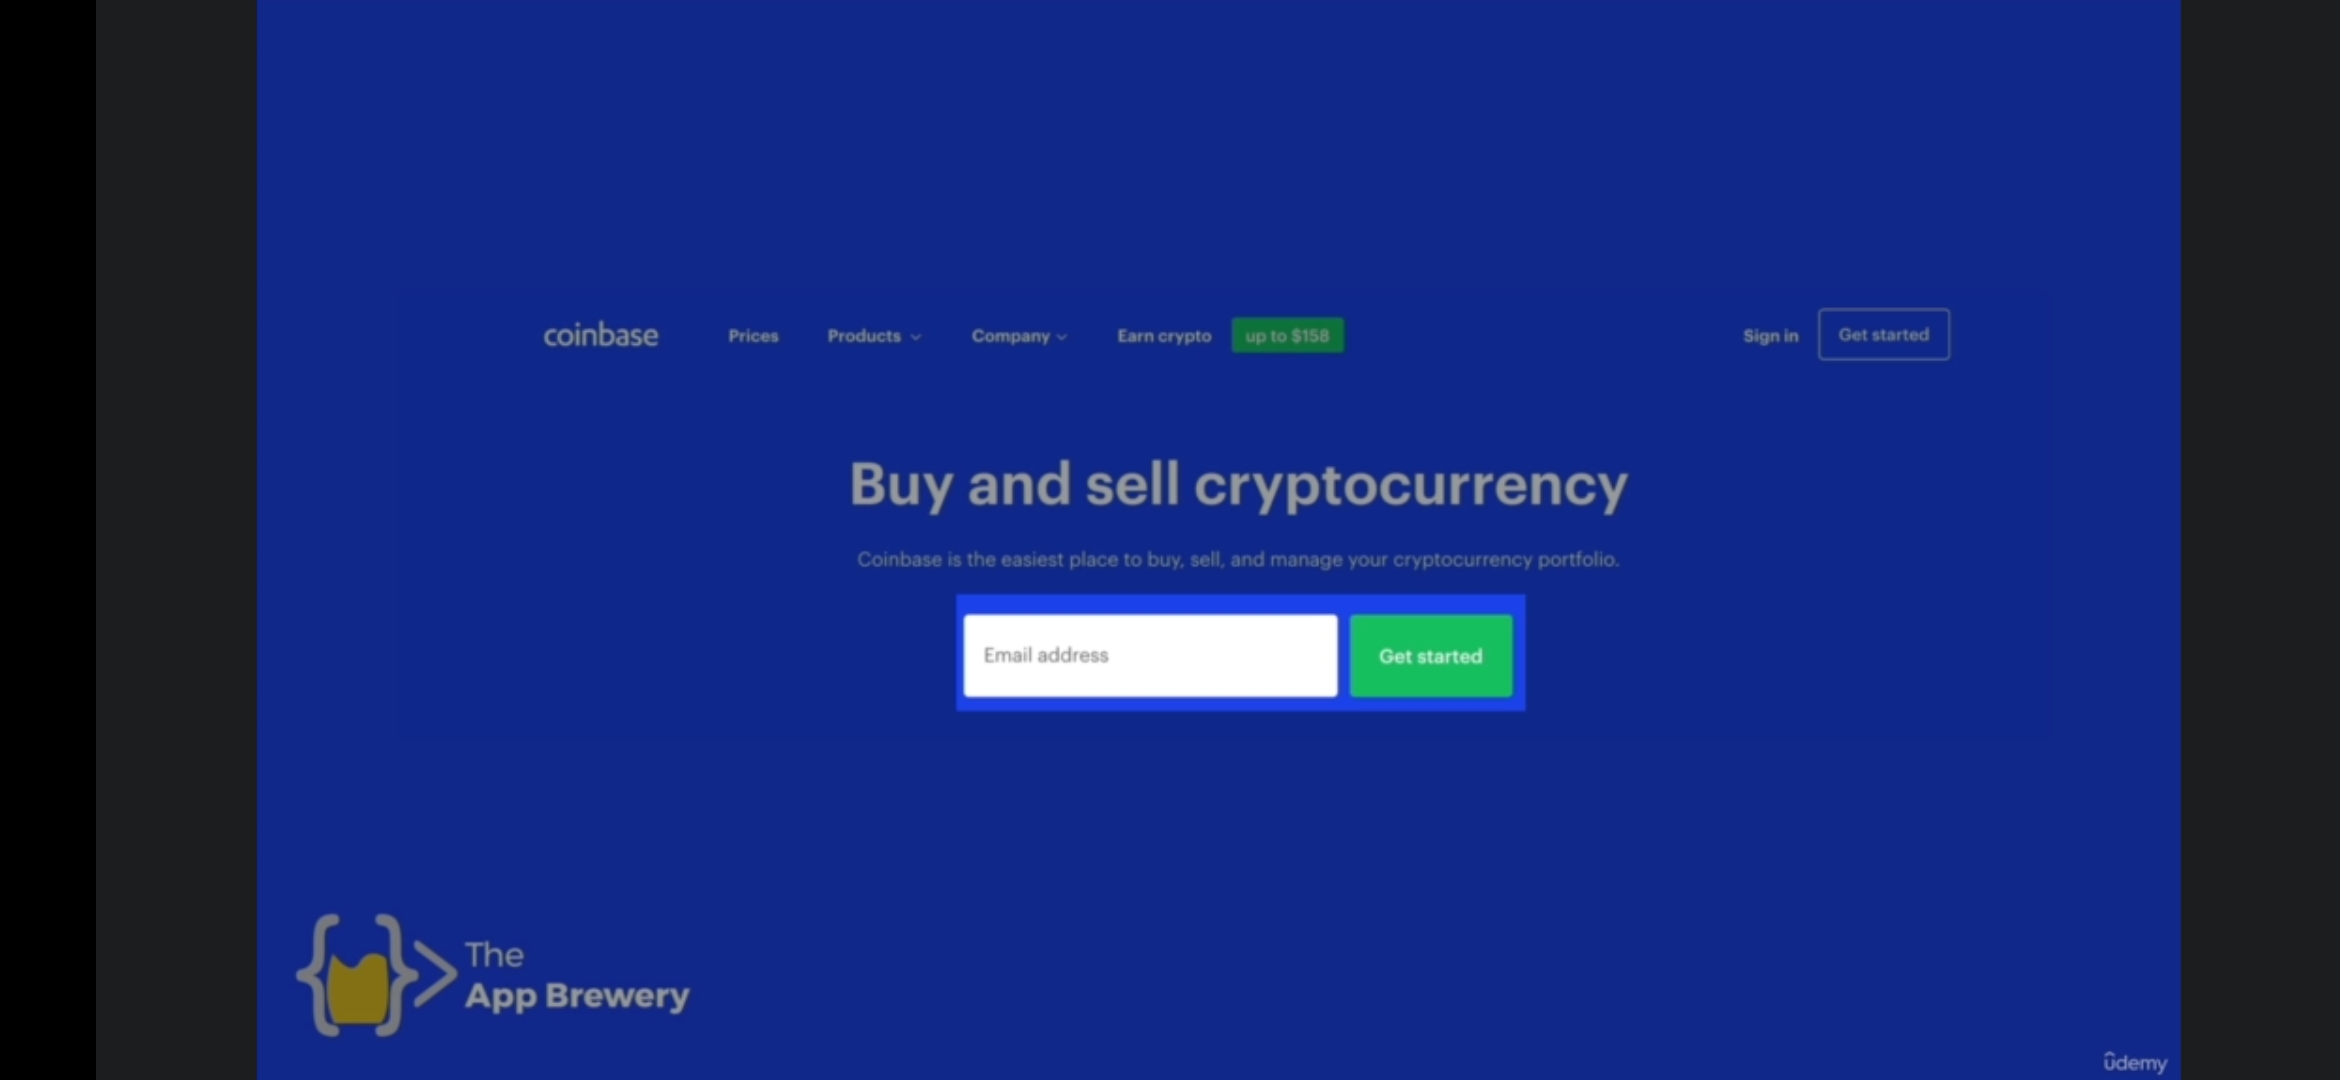 coinbase Prices Products Company Earn crypto up to $158 Sign in Get started
Buy and sell cryptocurrency
Coinbase is the easiest place to buy, sell, and manage your cryptocurrency portfolio.
Email address Get started
The
App Brewery
ûdemy